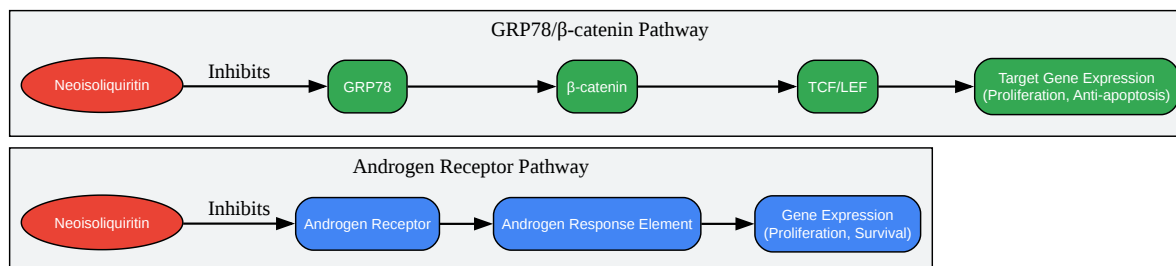 GRP78/β-catenin Pathway
Neoisoliquiritin
Inhibits
GRP78
β-catenin
TCF/LEF
Target Gene Expression
(Proliferation, Anti-apoptosis)
Androgen Receptor Pathway
Neoisoliquiritin
Inhibits
Androgen Receptor
Androgen Response Element
Gene Expression
(Proliferation, Survival)